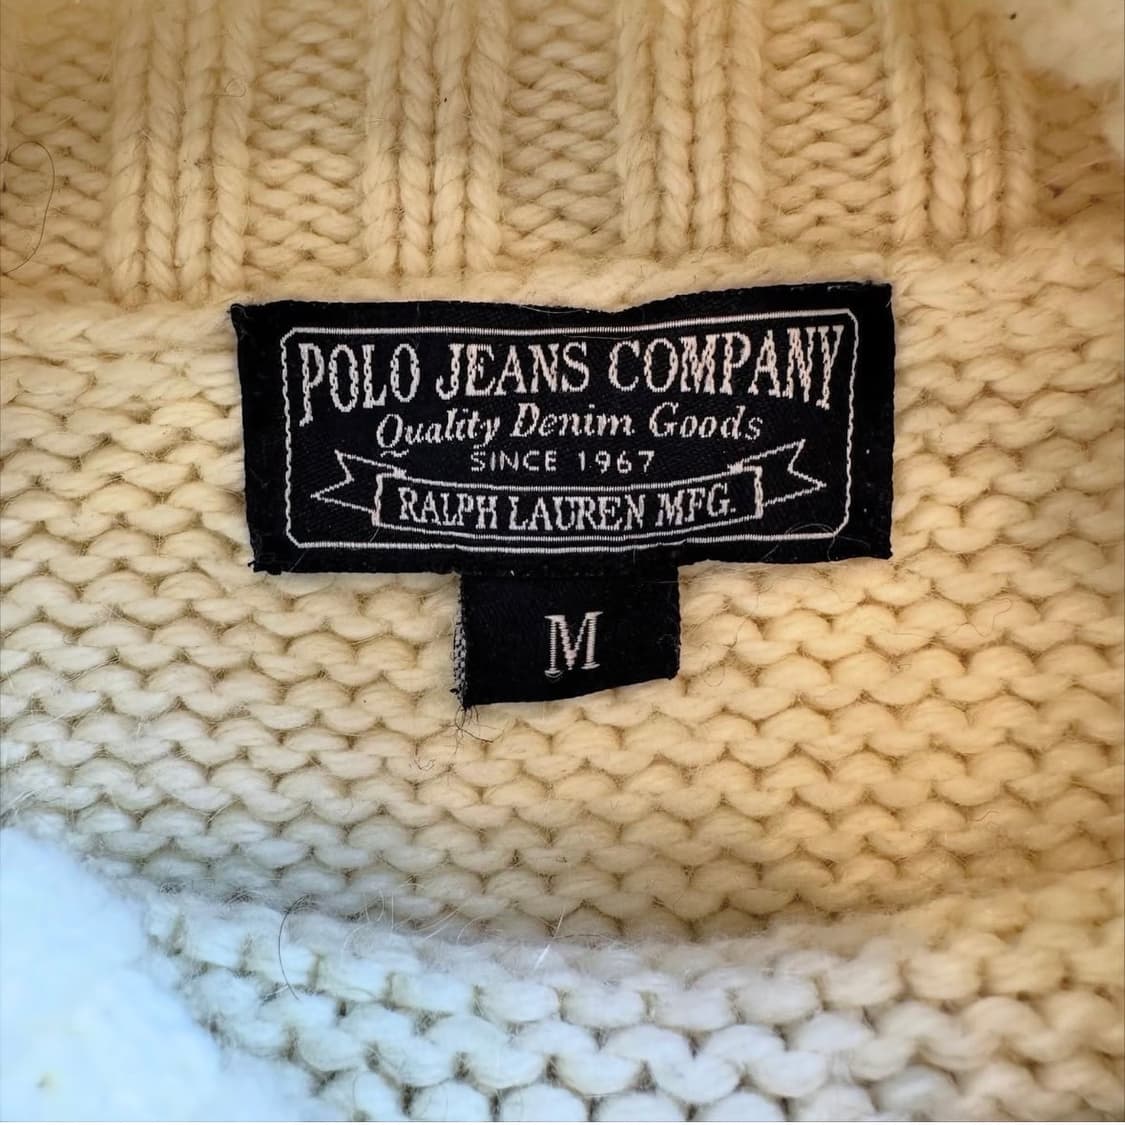 POLO JEANS COMPANY
Quality Denim Goods
SINCE 1967
RALPH LAUREN MFG.
M